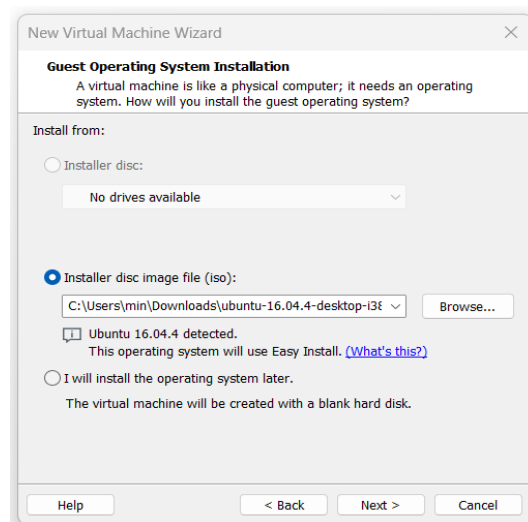 New Virtual Machine Wizard
Guest Operating System Installation
A virtual machine is like a physical computer; it needs an operating
system. How will you install the guest operating system?
Install from:
Installer disc:
No drives available
Installer disc image file (iso):
C:\Users\min\Downloads\ubuntu-16.04.4-desktop-i38
Browse...
Ubuntu 16.04.4 detected.
This operating system will use Easy Install. (What's this?)
I will install the operating system later.
The virtual machine will be created with a blank hard disk.
Help
< Back
Next >
Cancel